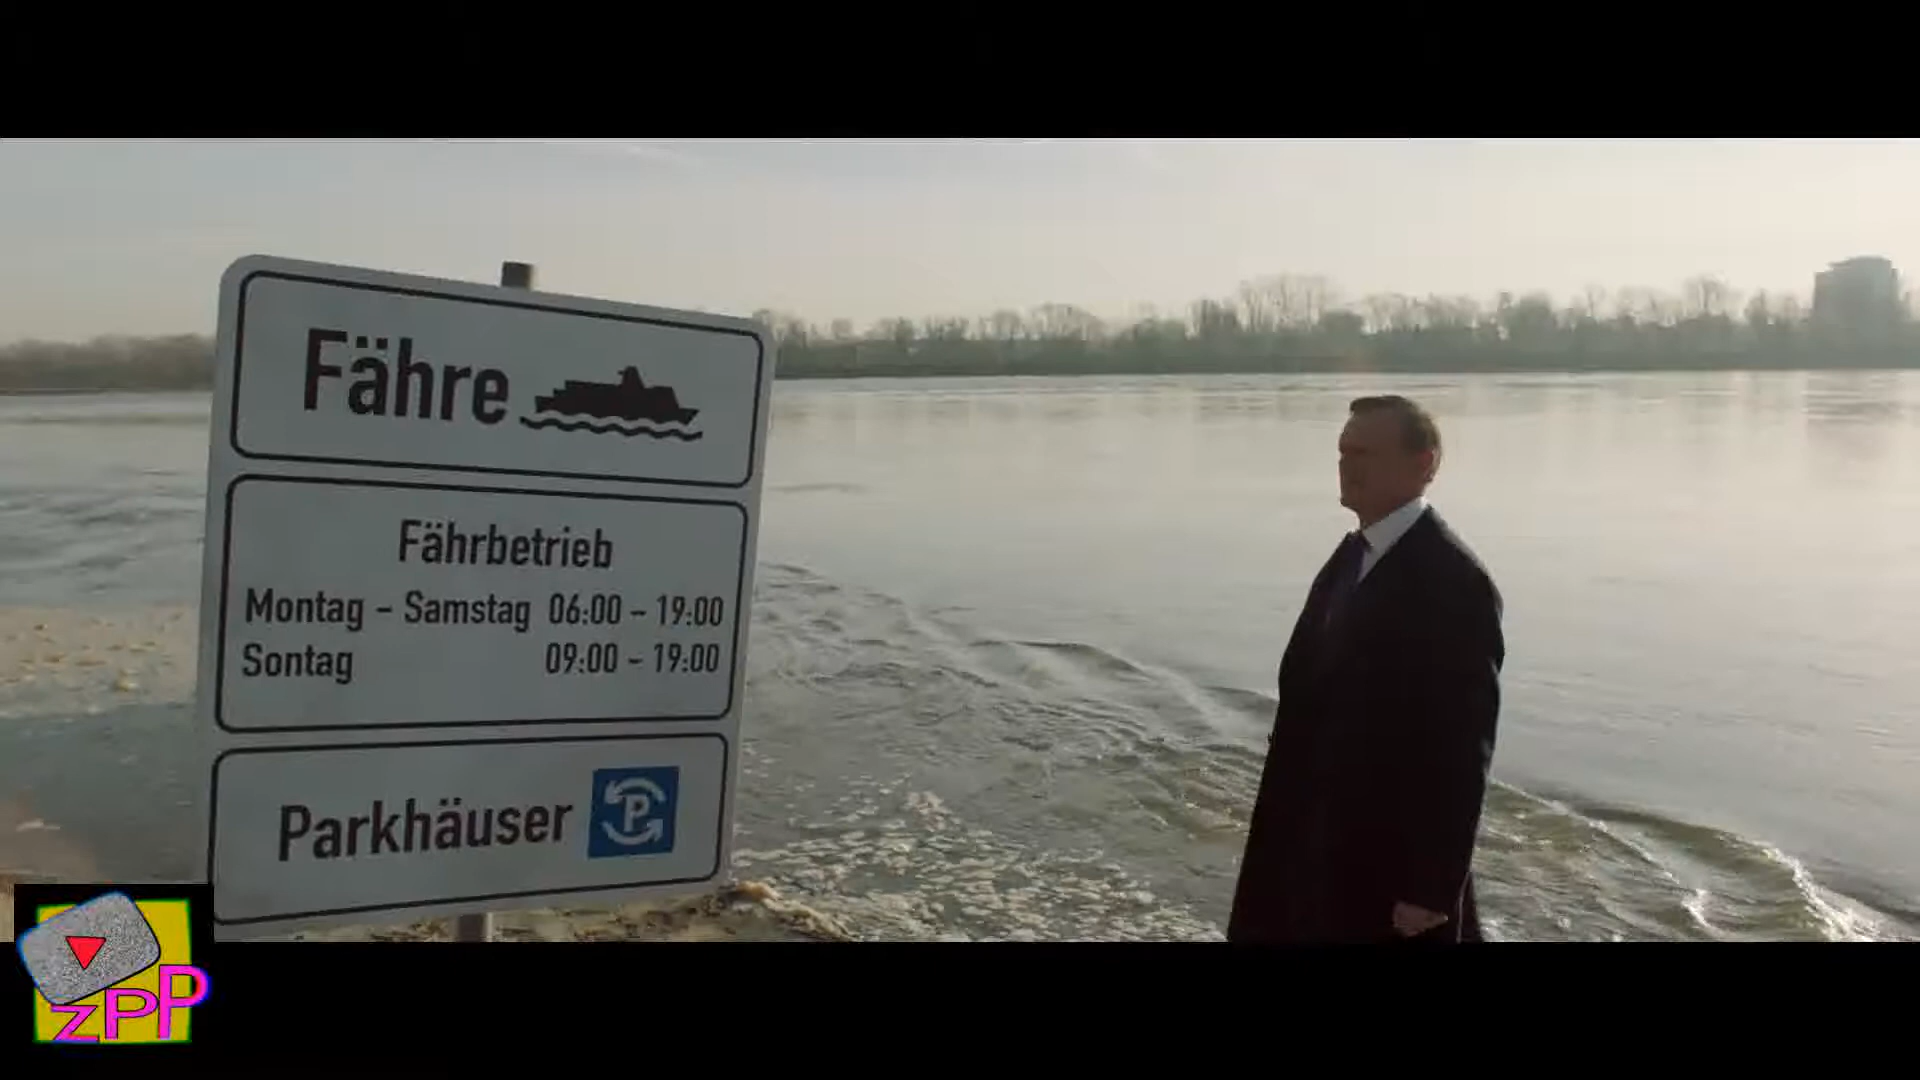 Fähre
Fährbetrieb
Montag - Samstag 06:00 - 19:00
Sontag 09:00 - 19:00
Parkhäuser P
ZPP